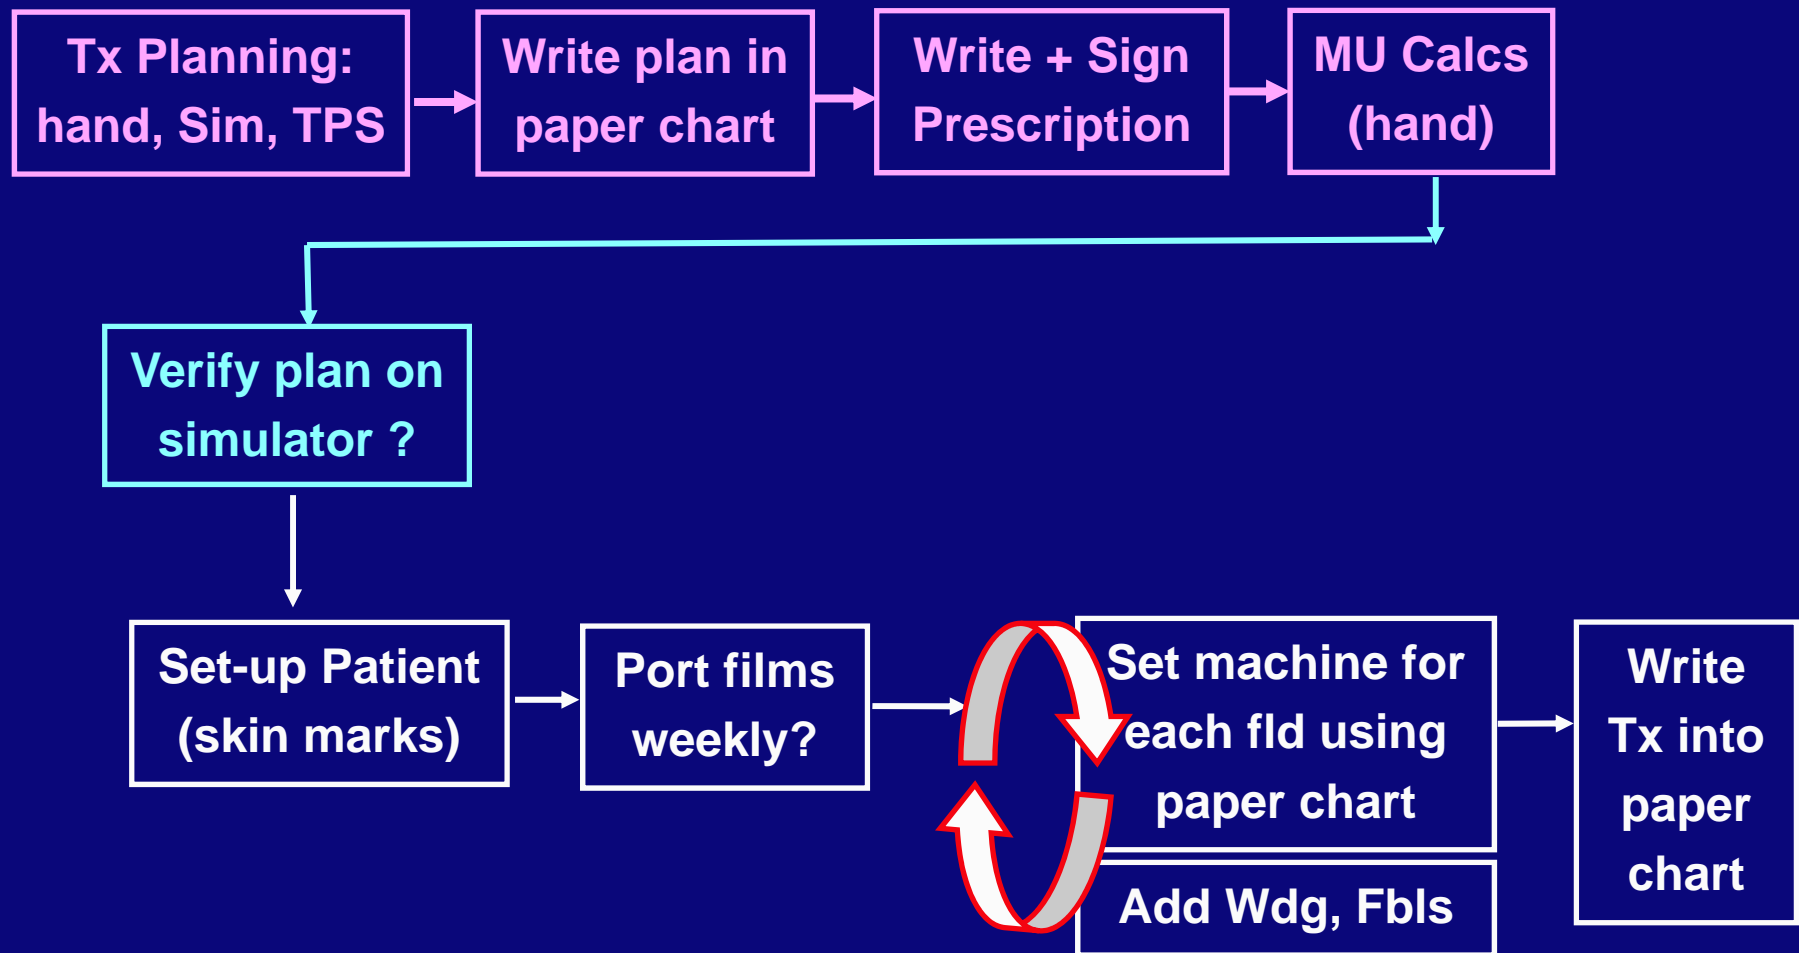 Tx Planning:
hand, Sim, TPS
Write plan in
paper chart
Write + Sign
Prescription
MU Calcs
(hand)
Verify plan on
simulator ?
Set-up Patient
(skin marks)
Port films
weekly?
Set machine for
each fld using
paper chart
Add Wdg, Fbls
Write
Tx into
paper
chart